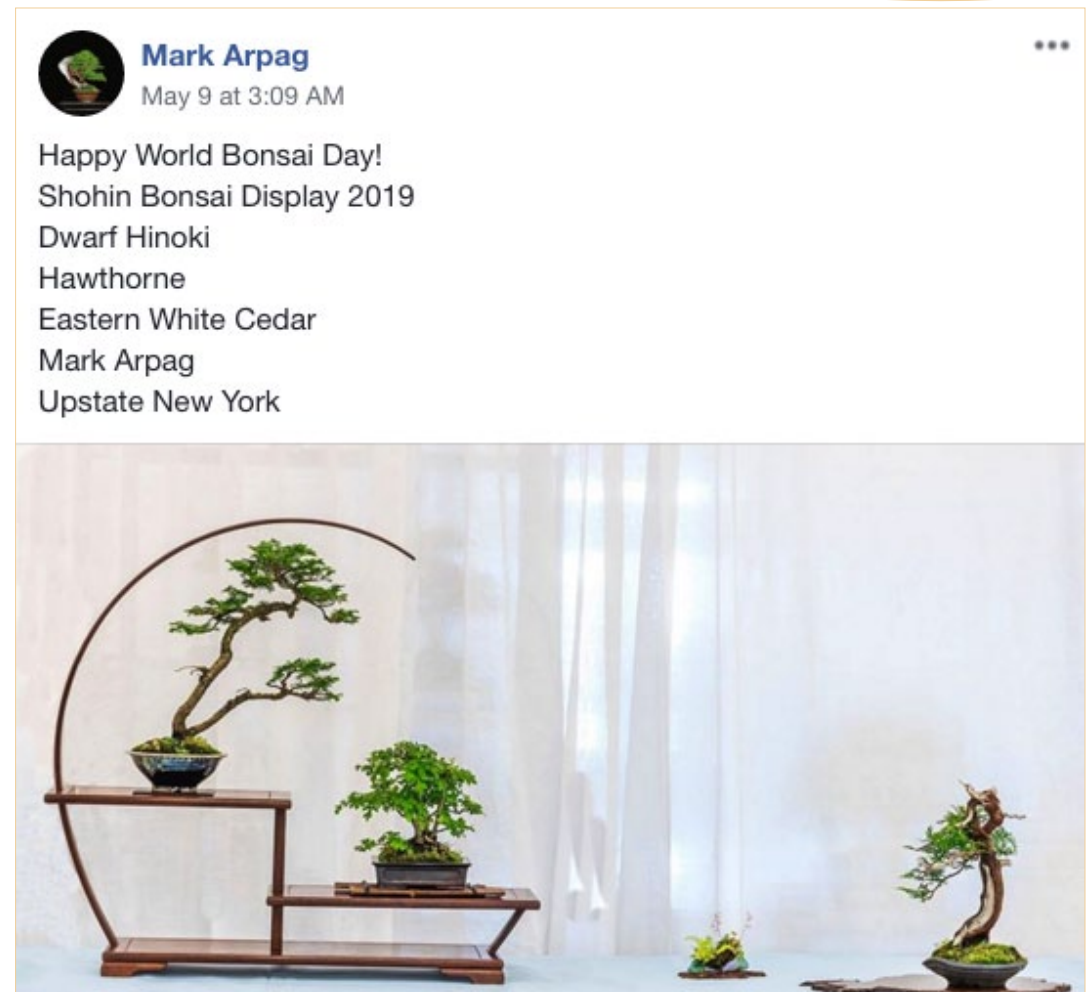 Mark Arpag
May 9 at 3:09 AM
Happy World Bonsai Day!
Shohin Bonsai Display 2019
Dwarf Hinoki
Hawthorne
Eastern White Cedar
Mark Arpag
Upstate New York